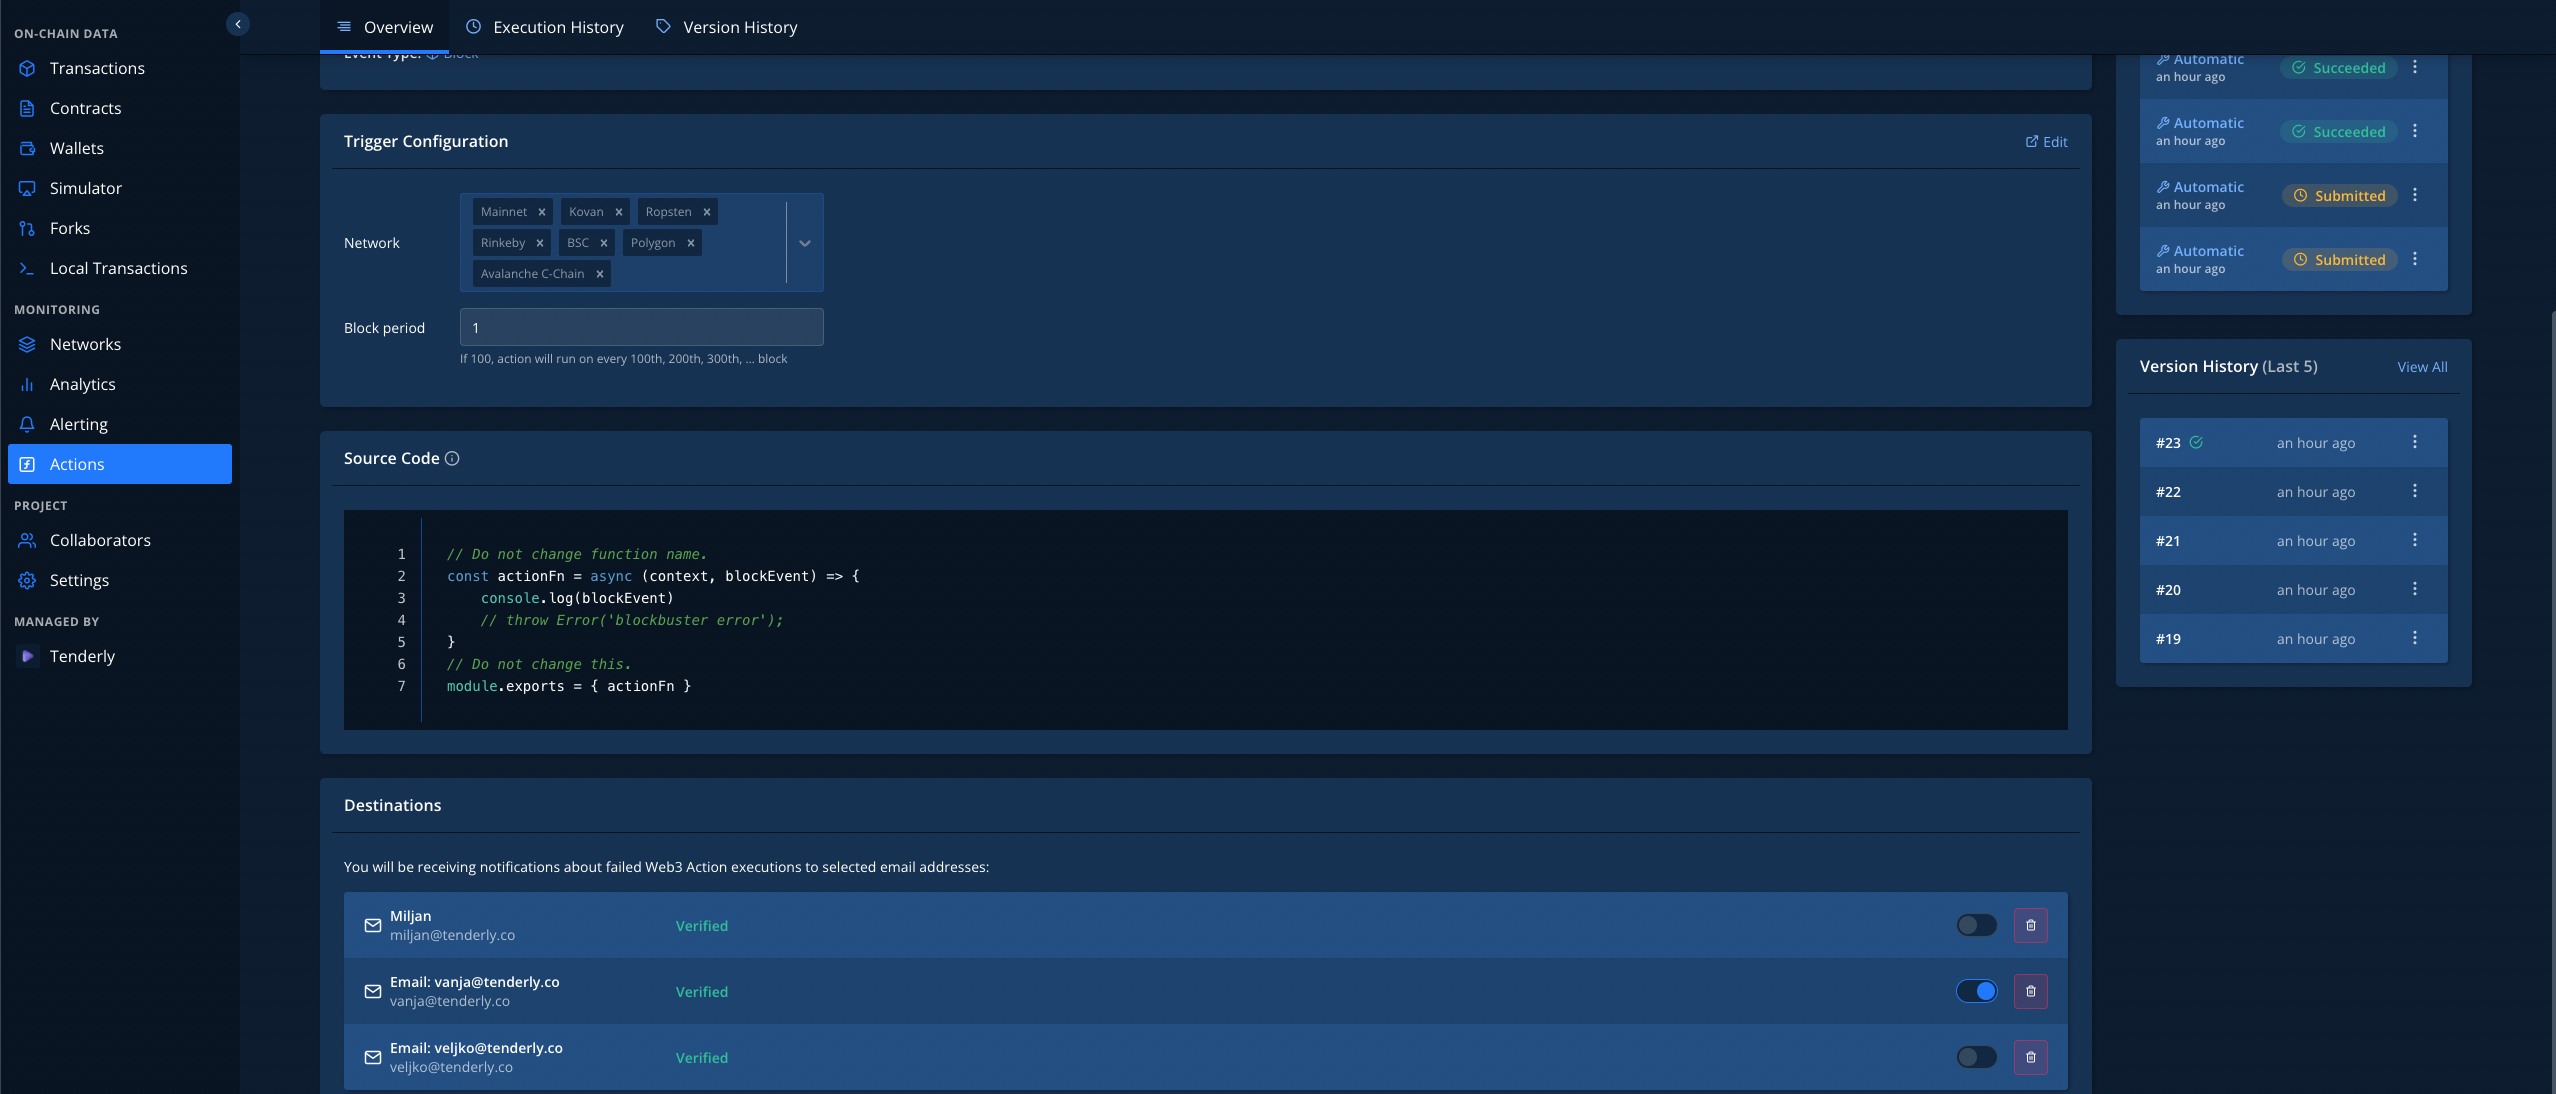 ON-CHAIN DATA
Transactions
Contracts
Wallets
Simulator
Forks
Local Transactions
MONITORING
Networks
Analytics
Alerting
Actions
PROJECT
Collaborators
Settings
MANAGED BY
Tenderly
Overview
Execution History
Version History
Event Type: Block
Trigger Configuration
Edit
Network
Mainnet × Kovan × Ropsten ×
Rinkeby × BSC × Polygon ×
Avalanche C-Chain ×
Block period
1
If 100, action will run on every 100th, 200th, 300th, ... block
Source Code
1 // Do not change function name.
2 const actionFn = async (context, blockEvent) => {
3 console.log(blockEvent)
4 // throw Error('blockbuster error');
5 }
6 // Do not change this.
7 module.exports = { actionFn }
Destinations
You will be receiving notifications about failed Web3 Action executions to selected email addresses:
Miljan
miljan@tenderly.co
Verified
Email: vanja@tenderly.co
vanja@tenderly.co
Verified
Email: veljko@tenderly.co
veljko@tenderly.co
Verified
Automatic
an hour ago
Succeeded
Automatic
an hour ago
Succeeded
Automatic
an hour ago
Submitted
Automatic
an hour ago
Submitted
Version History (Last 5)
View All
#23 an hour ago
#22 an hour ago
#21 an hour ago
#20 an hour ago
#19 an hour ago